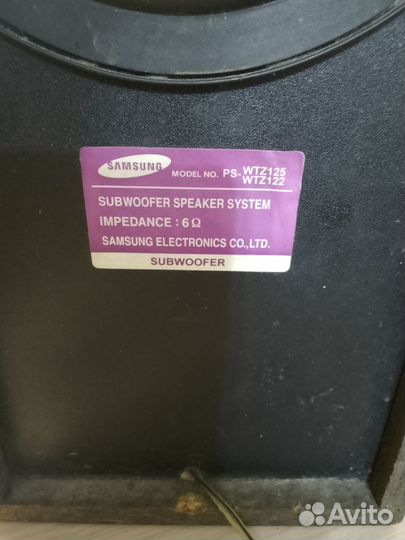 SAMSUNG MODEL NO. PS-WTZ125
WTZ122
SUBWOOFER SPEAKER SYSTEM
IMPEDANCE : 6Ω
SAMSUNG ELECTRONICS CO., LTD.
SUBWOOFER
Avito